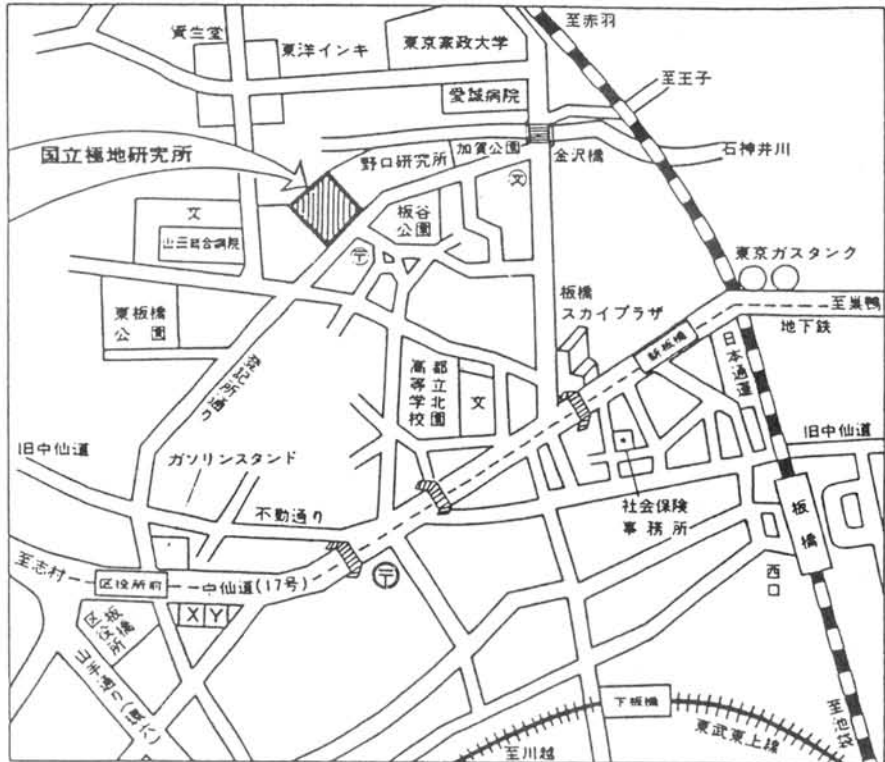 至赤羽
資生堂
東洋インキ
東京家政大学
至王子
愛誠病院
国立極地研究所
野口研究所
加賀公園
金沢橋
石神井川
文
文
板谷
公園
〒
東京ガスタンク
東板橋
公園
板橋
スカイプラザ
至巣鴨
地下鉄
新板橋
日本通運
登記所通り
都立北園
高等学校
文
旧中仙道
ガソリンスタンド
旧中仙道
不動通り
社会保険
事務所
板橋
至志村
区役所前
中仙道(17号)
〒
西口
X Y
板橋
区役所
下板橋
東武東上線
至川越
至池袋